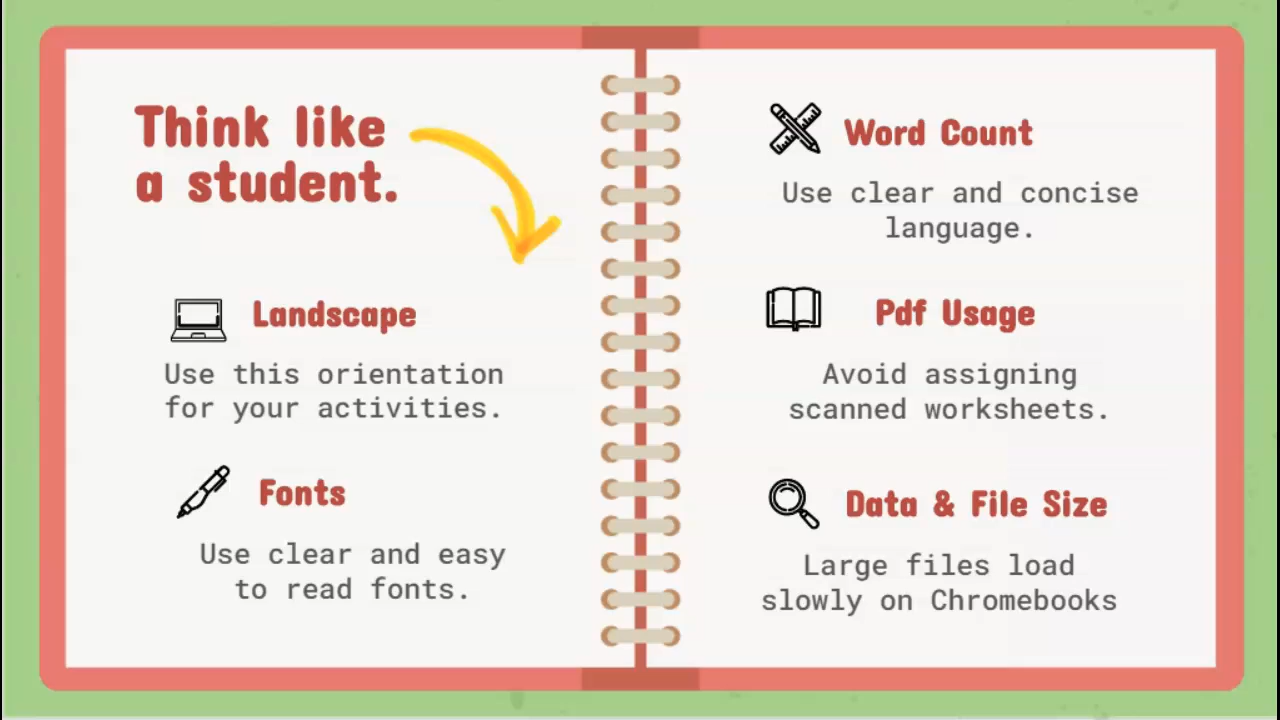 Think like
a student.
Landscape
Use this orientation
for your activities.
Fonts
Use clear and easy
to read fonts.
Word Count
Use clear and concise
language.
Pdf Usage
Avoid assigning
scanned worksheets.
Data & File Size
Large files load
slowly on Chromebooks